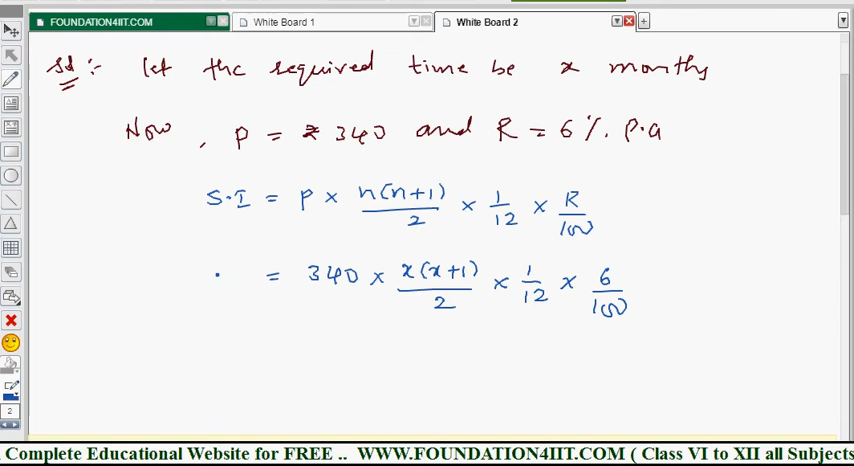 FOUNDATION4IIT.COM White Board 1 White Board 2
Sol :- let the required time be x months
Now, P = ₹ 340 and R = 6 %. P.a
S.I = P × n(n+1)/2 × 1/12 × R/100
= 340 × x(x+1)/2 × 1/12 × 6/100
2
Complete Educational Website for FREE .. WWW.FOUNDATION4IIT.COM ( Class VI to XII all Subjects